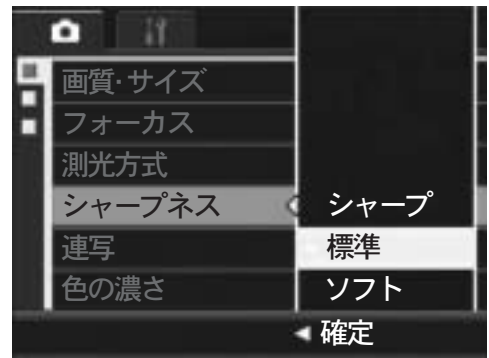 画質・サイズ
フォーカス
測光方式
シャープネス
連写
色の濃さ
シャープ
標準
ソフト
◀確定